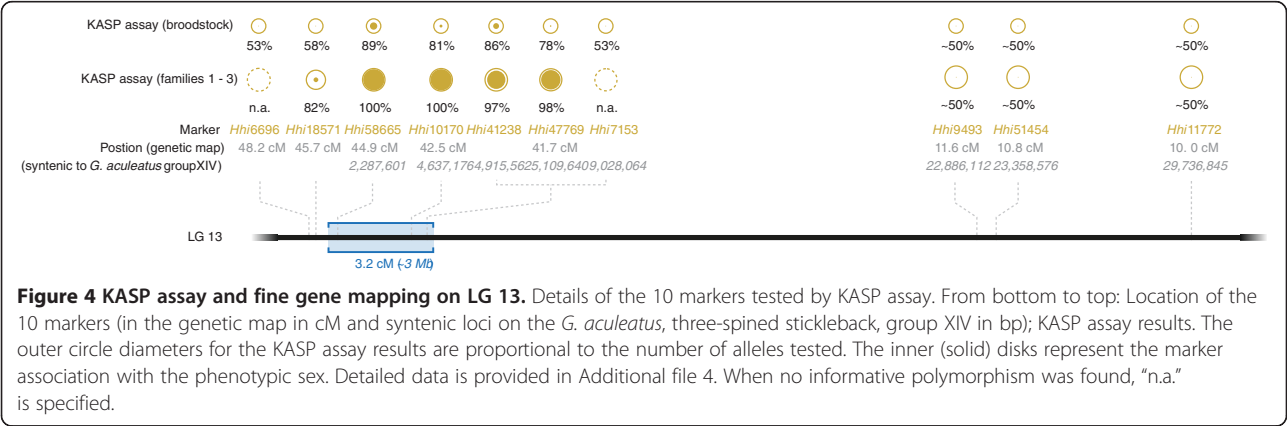 KASP assay (broodstock)
53% 58% 89% 81% 86% 78% 53% ~50% ~50% ~50%
KASP assay (families 1 - 3)
n.a. 82% 100% 100% 97% 98% n.a. ~50% ~50% ~50%
Marker Hhi6696 Hhi18571 Hhi58665 Hhi10170 Hhi41238 Hhi47769 Hhi7153 Hhi9493 Hhi51454 Hhi11772
Postion (genetic map) 48.2 cM 45.7 cM 44.9 cM 42.5 cM 41.7 cM 11.6 cM 10.8 cM 10. 0 cM
(syntenic to G. aculeatus groupXIV) 2,287,601 4,637,176 4,915,562 5,109,640 9,028,064 22,886,112 23,358,576 29,736,845
LG 13
3.2 cM (~3 Mb)
Figure 4 KASP assay and fine gene mapping on LG 13. Details of the 10 markers tested by KASP assay. From bottom to top: Location of the
10 markers (in the genetic map in cM and syntenic loci on the G. aculeatus, three-spined stickleback, group XIV in bp); KASP assay results. The
outer circle diameters for the KASP assay results are proportional to the number of alleles tested. The inner (solid) disks represent the marker
association with the phenotypic sex. Detailed data is provided in Additional file 4. When no informative polymorphism was found, “n.a.”
is specified.